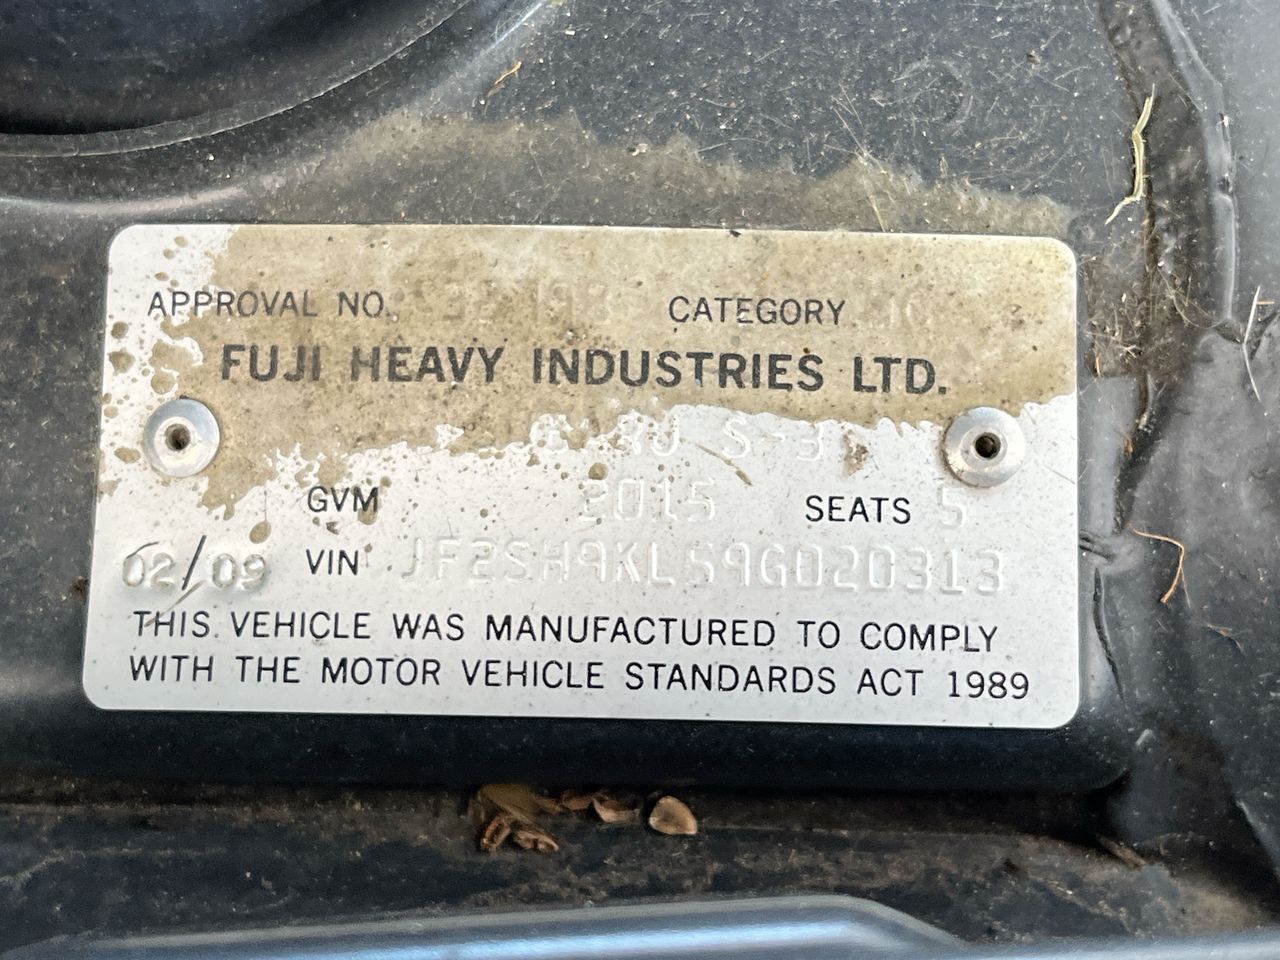 APPROVAL NO. CATEGORY
FUJI HEAVY INDUSTRIES LTD.
S-3
GVM 2015 SEATS 5
02/09 VIN JF2SH9KL59G020313
THIS VEHICLE WAS MANUFACTURED TO COMPLY
WITH THE MOTOR VEHICLE STANDARDS ACT 1989